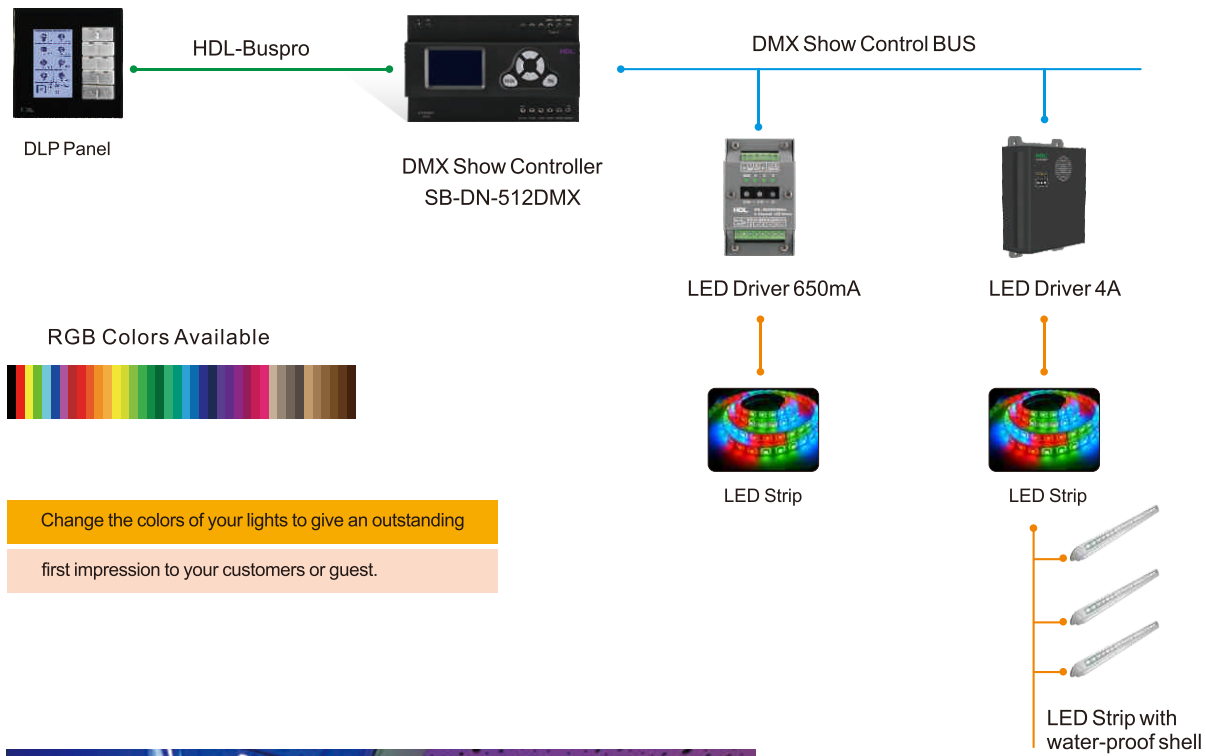 HDL-Buspro
DMX Show Control BUS
DLP Panel
DMX Show Controller
SB-DN-512DMX
HDL
LED Driver 650mA
LED Driver 4A
RGB Colors Available
LED Strip
LED Strip
Change the colors of your lights to give an outstanding
first impression to your customers or guest.
LED Strip with
water-proof shell